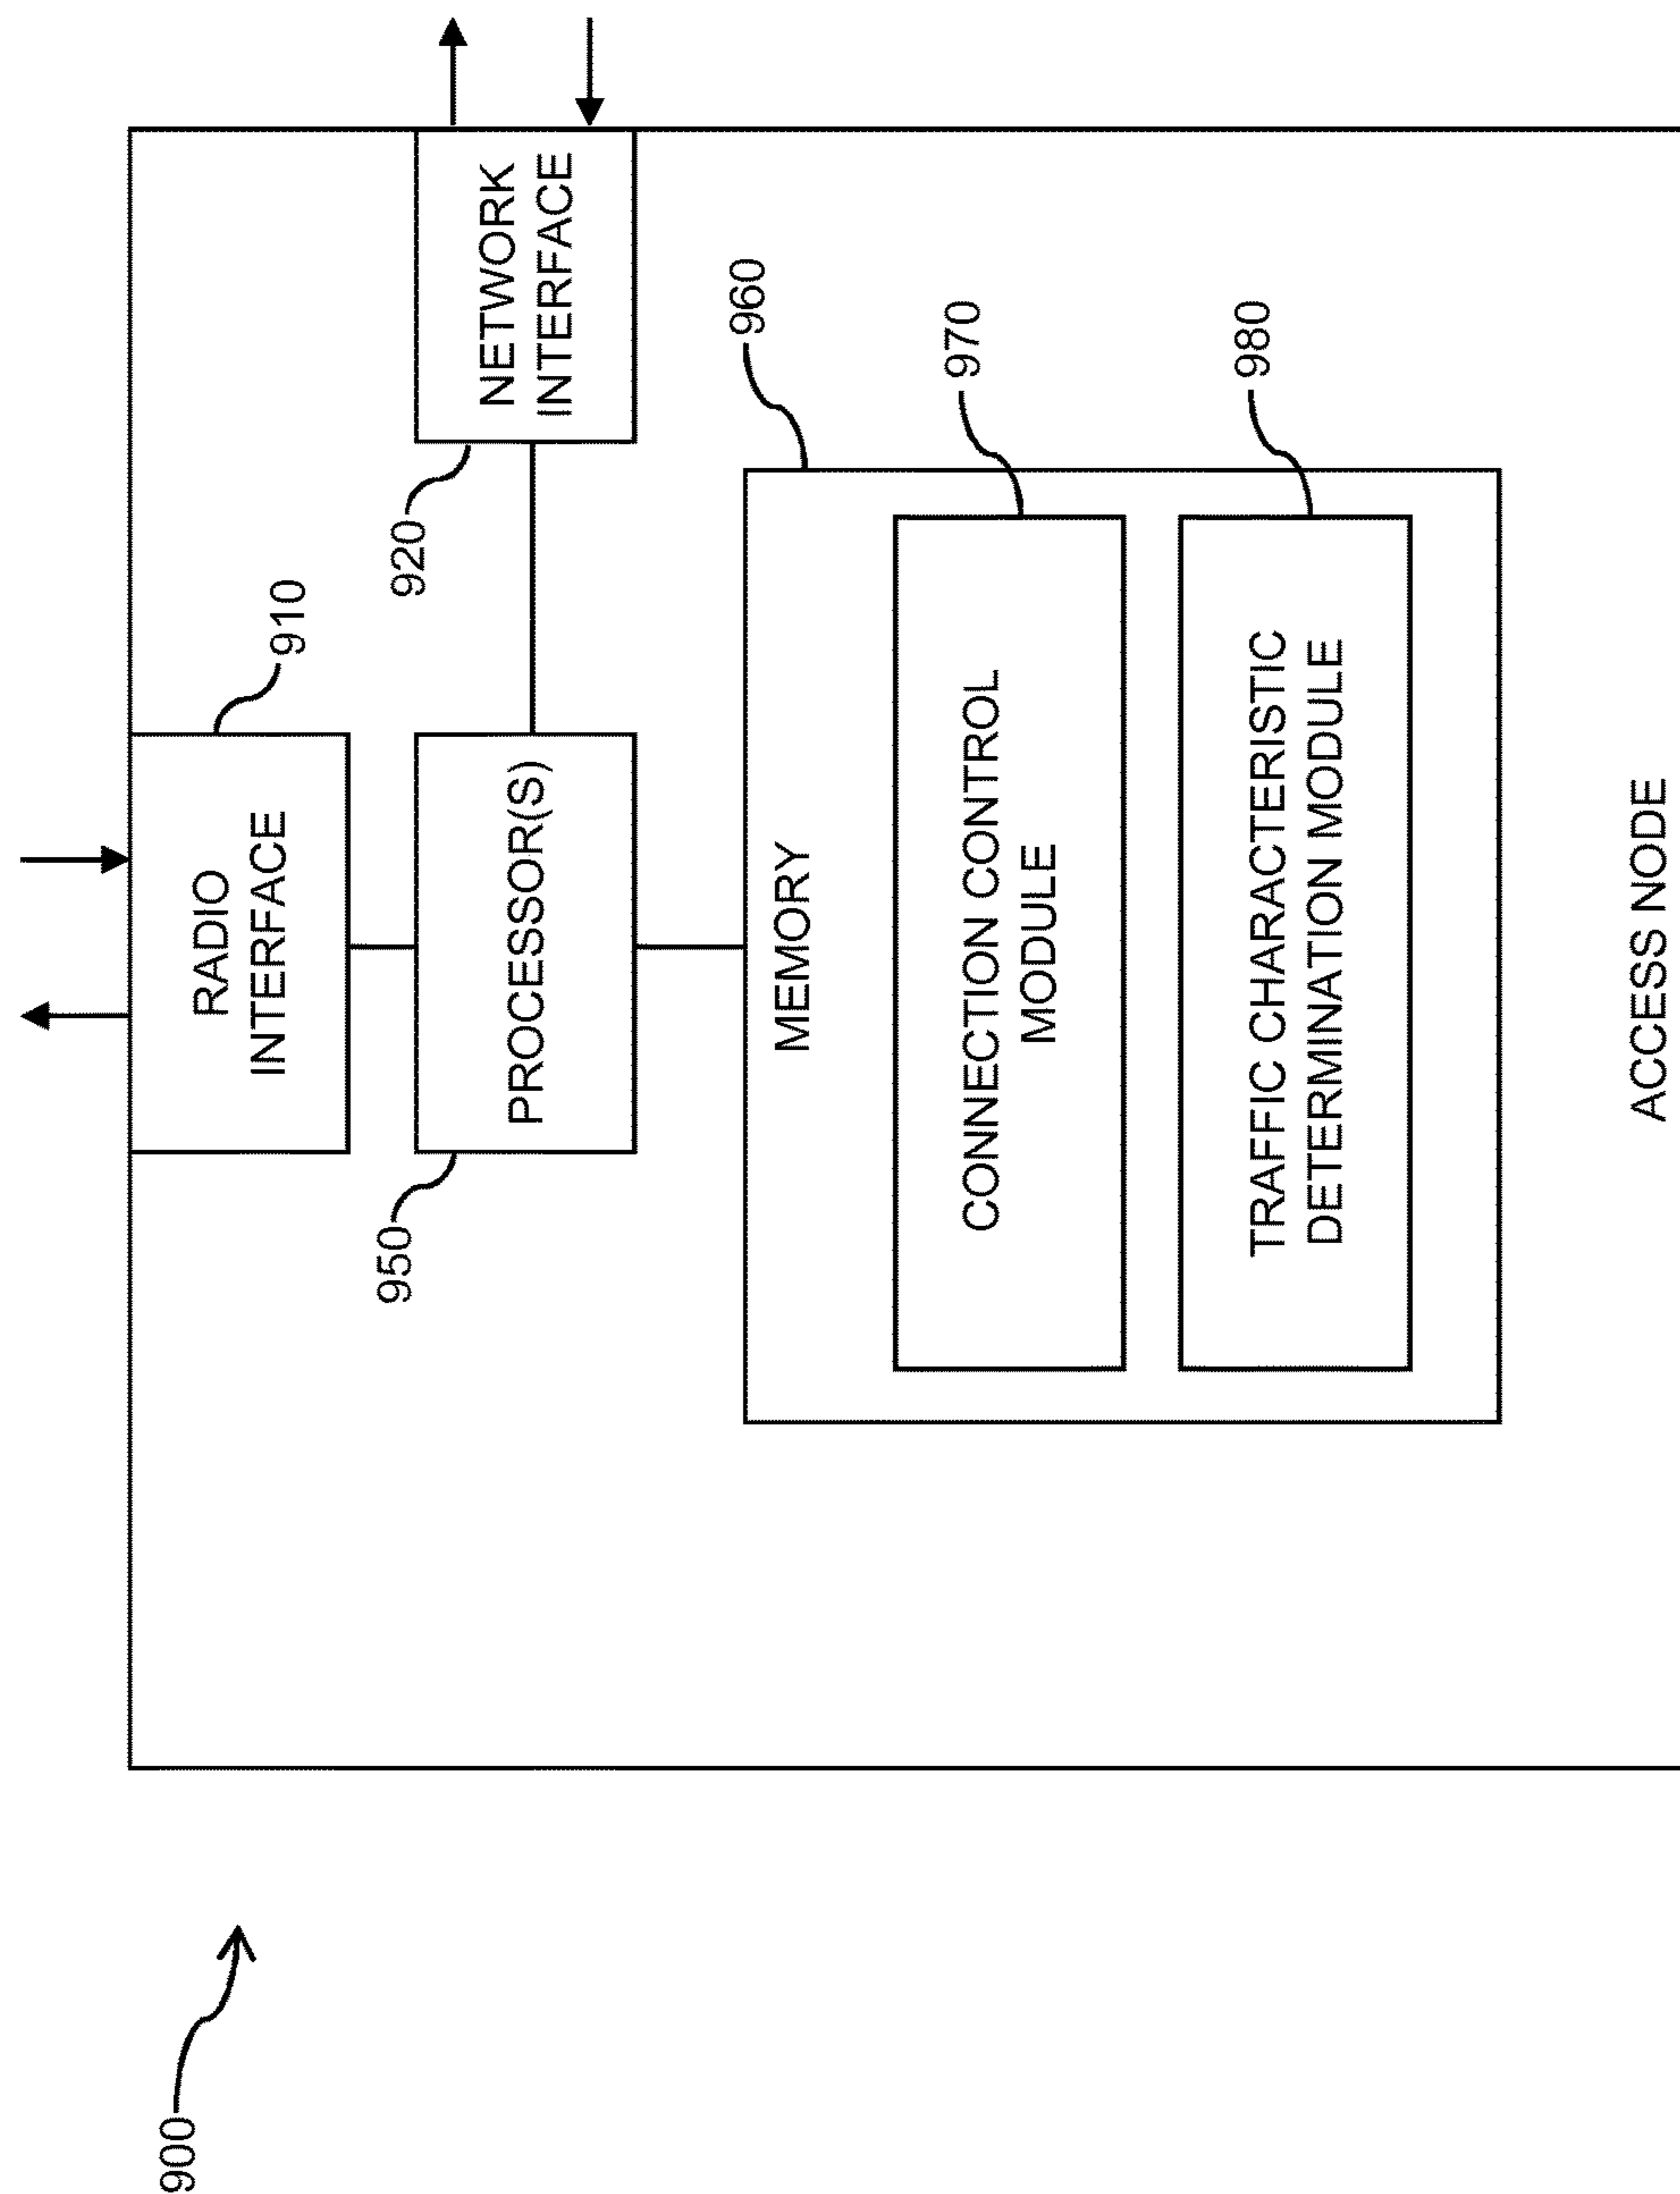 900
910
RADIO
INTERFACE
920
NETWORK
INTERFACE
950
PROCESSOR(S)
960
MEMORY
970
CONNECTION CONTROL
MODULE
980
TRAFFIC CHARACTERISTIC
DETERMINATION MODULE
ACCESS NODE